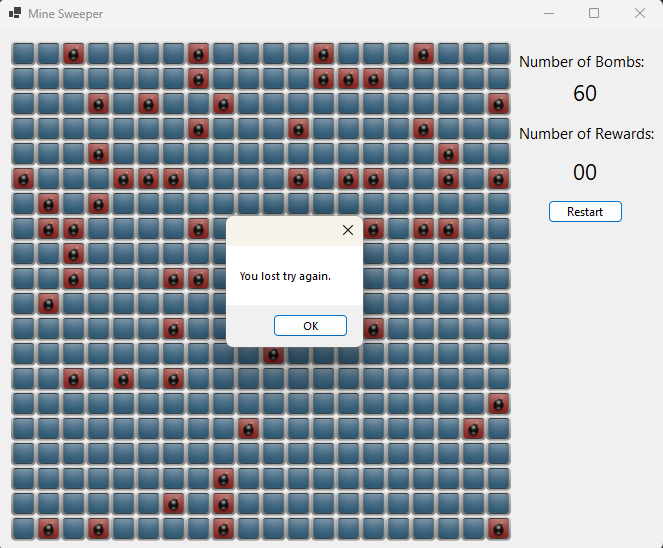 Mine Sweeper
Number of Bombs:
60
Number of Rewards:
00
Restart
You lost try again.
OK